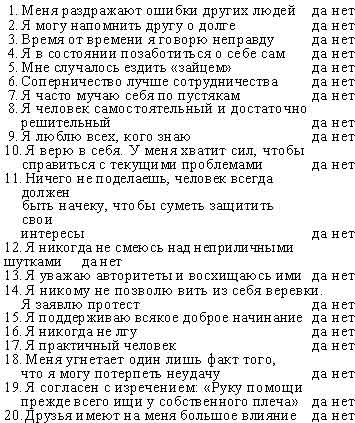 1. Меня раздражают ошибки других людей да нет
2. Я могу напомнить другу о долге да нет
3. Время от времени я говорю неправду да нет
4. Я в состоянии позаботиться о себе сам да нет
5. Мне случалось ездить «зайцем» да нет
6. Соперничество лучше сотрудничества да нет
7. Я часто мучаю себя по пустякам да нет
8. Я человек самостоятельный и достаточно
решительный да нет
9. Я люблю всех, кого знаю да нет
10. Я верю в себя. У меня хватит сил, чтобы
справиться с текущими проблемами да нет
11. Ничего не поделаешь, человек всегда
должен
быть начеку, чтобы суметь защитить
свои
интересы да нет
12. Я никогда не смеюсь над неприличными
шутками да нет
13. Я уважаю авторитеты и восхищаюсь ими да нет
14. Я никому не позволю вить из себя веревки.
Я заявлю протест да нет
15. Я поддерживаю всякое доброе начинание да нет
16. Я никогда не лгу да нет
17. Я практичный человек да нет
18. Меня угнетает один лишь факт того,
что я могу потерпеть неудачу да нет
19. Я согласен с изречением: «Руку помощи
прежде всего ищи у собственного плеча» да нет
20. Друзья имеют на меня большое влияние да нет